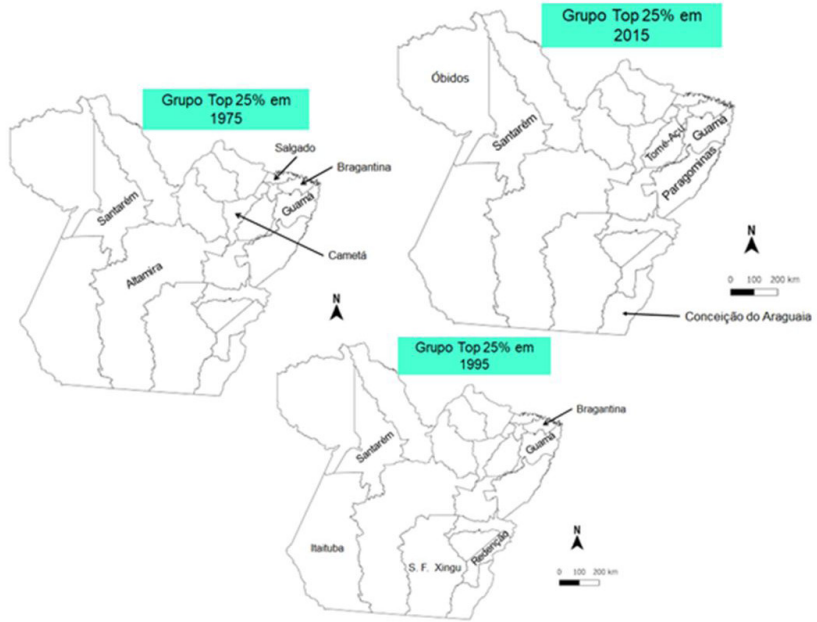 Grupo Top 25% em
1975
Salgado
Bragantina
Santarém
Guamá
Cametá
Altamira
N
Grupo Top 25% em
2015
Óbidos
Santarém
Tomé-Açu
Guamá
Paragominas
N
0 100 200 km
Conceição do Araguaia
Grupo Top 25% em
1995
Bragantina
Santarém
Guamá
Itaituba
S. F. Xingu
Redenção
N
0 100 200 km